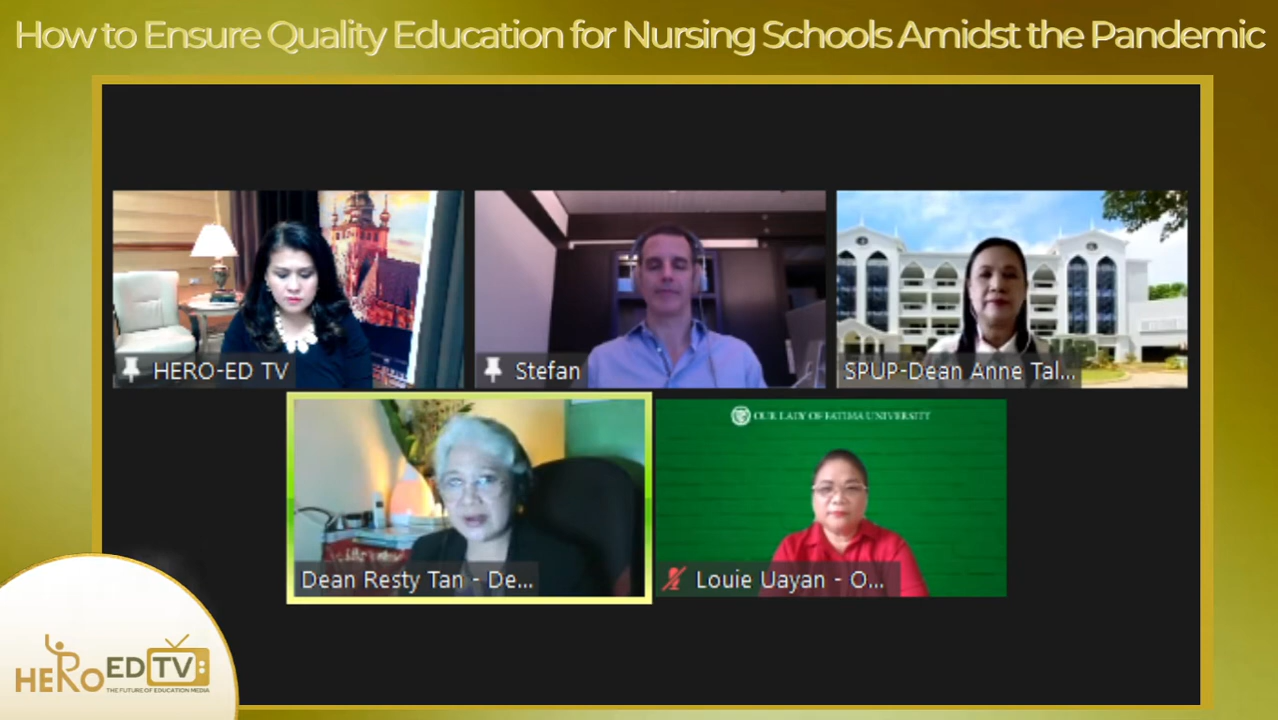 How to Ensure Quality Education for Nursing Schools Amidst the Pandemic
HERO-ED TV
Stefan
SPUP-Dean Anne Tal...
OUR LADY OF FATIMA UNIVERSITY
Dean Resty Tan - De...
Louie Uayan - O...
HERO ED TV
THE FUTURE OF EDUCATION MEDIA